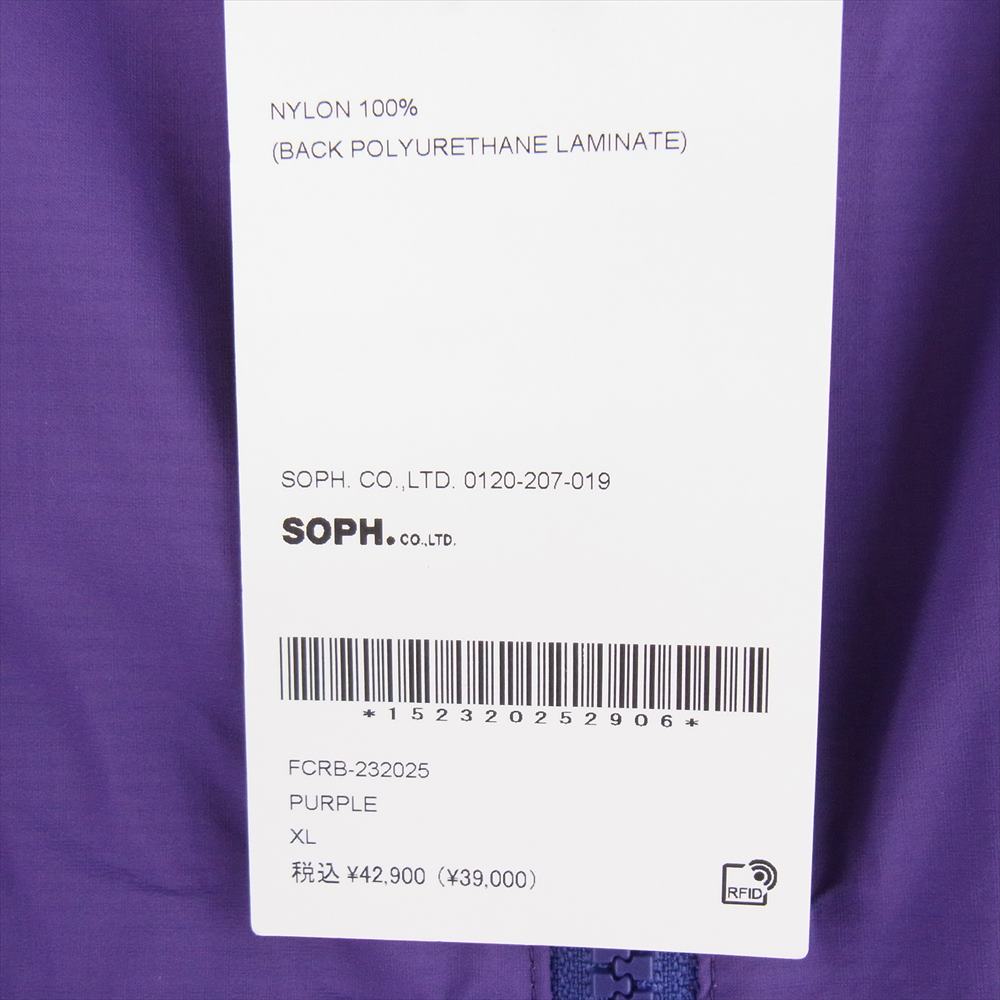 NYLON 100%
(BACK POLYURETHANE LAMINATE)
SOPH. CO.,LTD. 0120-207-019
SOPH. CO.,LTD.
*152320252906*
FCRB-232025
PURPLE
XL
税込 ¥42,900 (¥39,000)
RFID